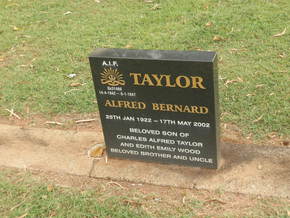 A.I.F.
TAYLOR
ALFRED BERNARD
25TH JAN 1922 ~ 17TH MAY 2002
BELOVED SON OF
CHARLES ALFRED TAYLOR
AND EDITH EMILY WOOD
BELOVED BROTHER AND UNCLE